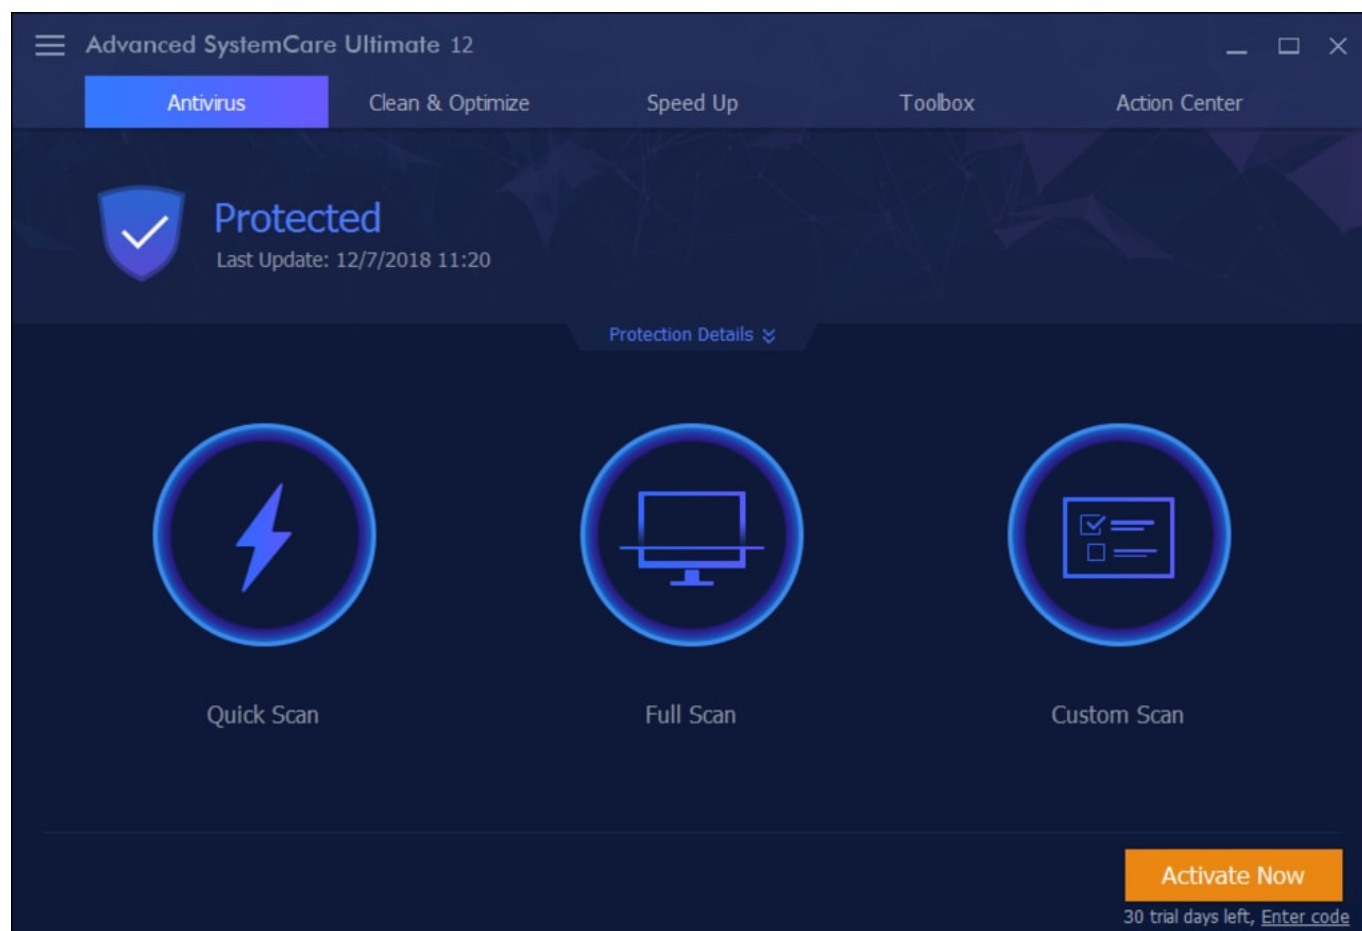 Advanced SystemCare Ultimate 12
Antivirus
Clean & Optimize
Speed Up
Toolbox
Action Center
Protected
Last Update: 12/7/2018 11:20
Protection Details
Quick Scan
Full Scan
Custom Scan
Activate Now
30 trial days left, Enter code